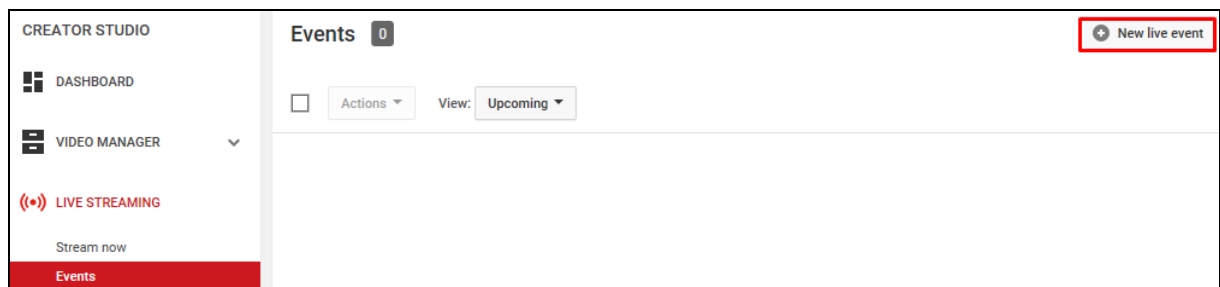 CREATOR STUDIO
DASHBOARD
VIDEO MANAGER
LIVE STREAMING
Stream now
Events
Events 0
New live event
Actions View: Upcoming